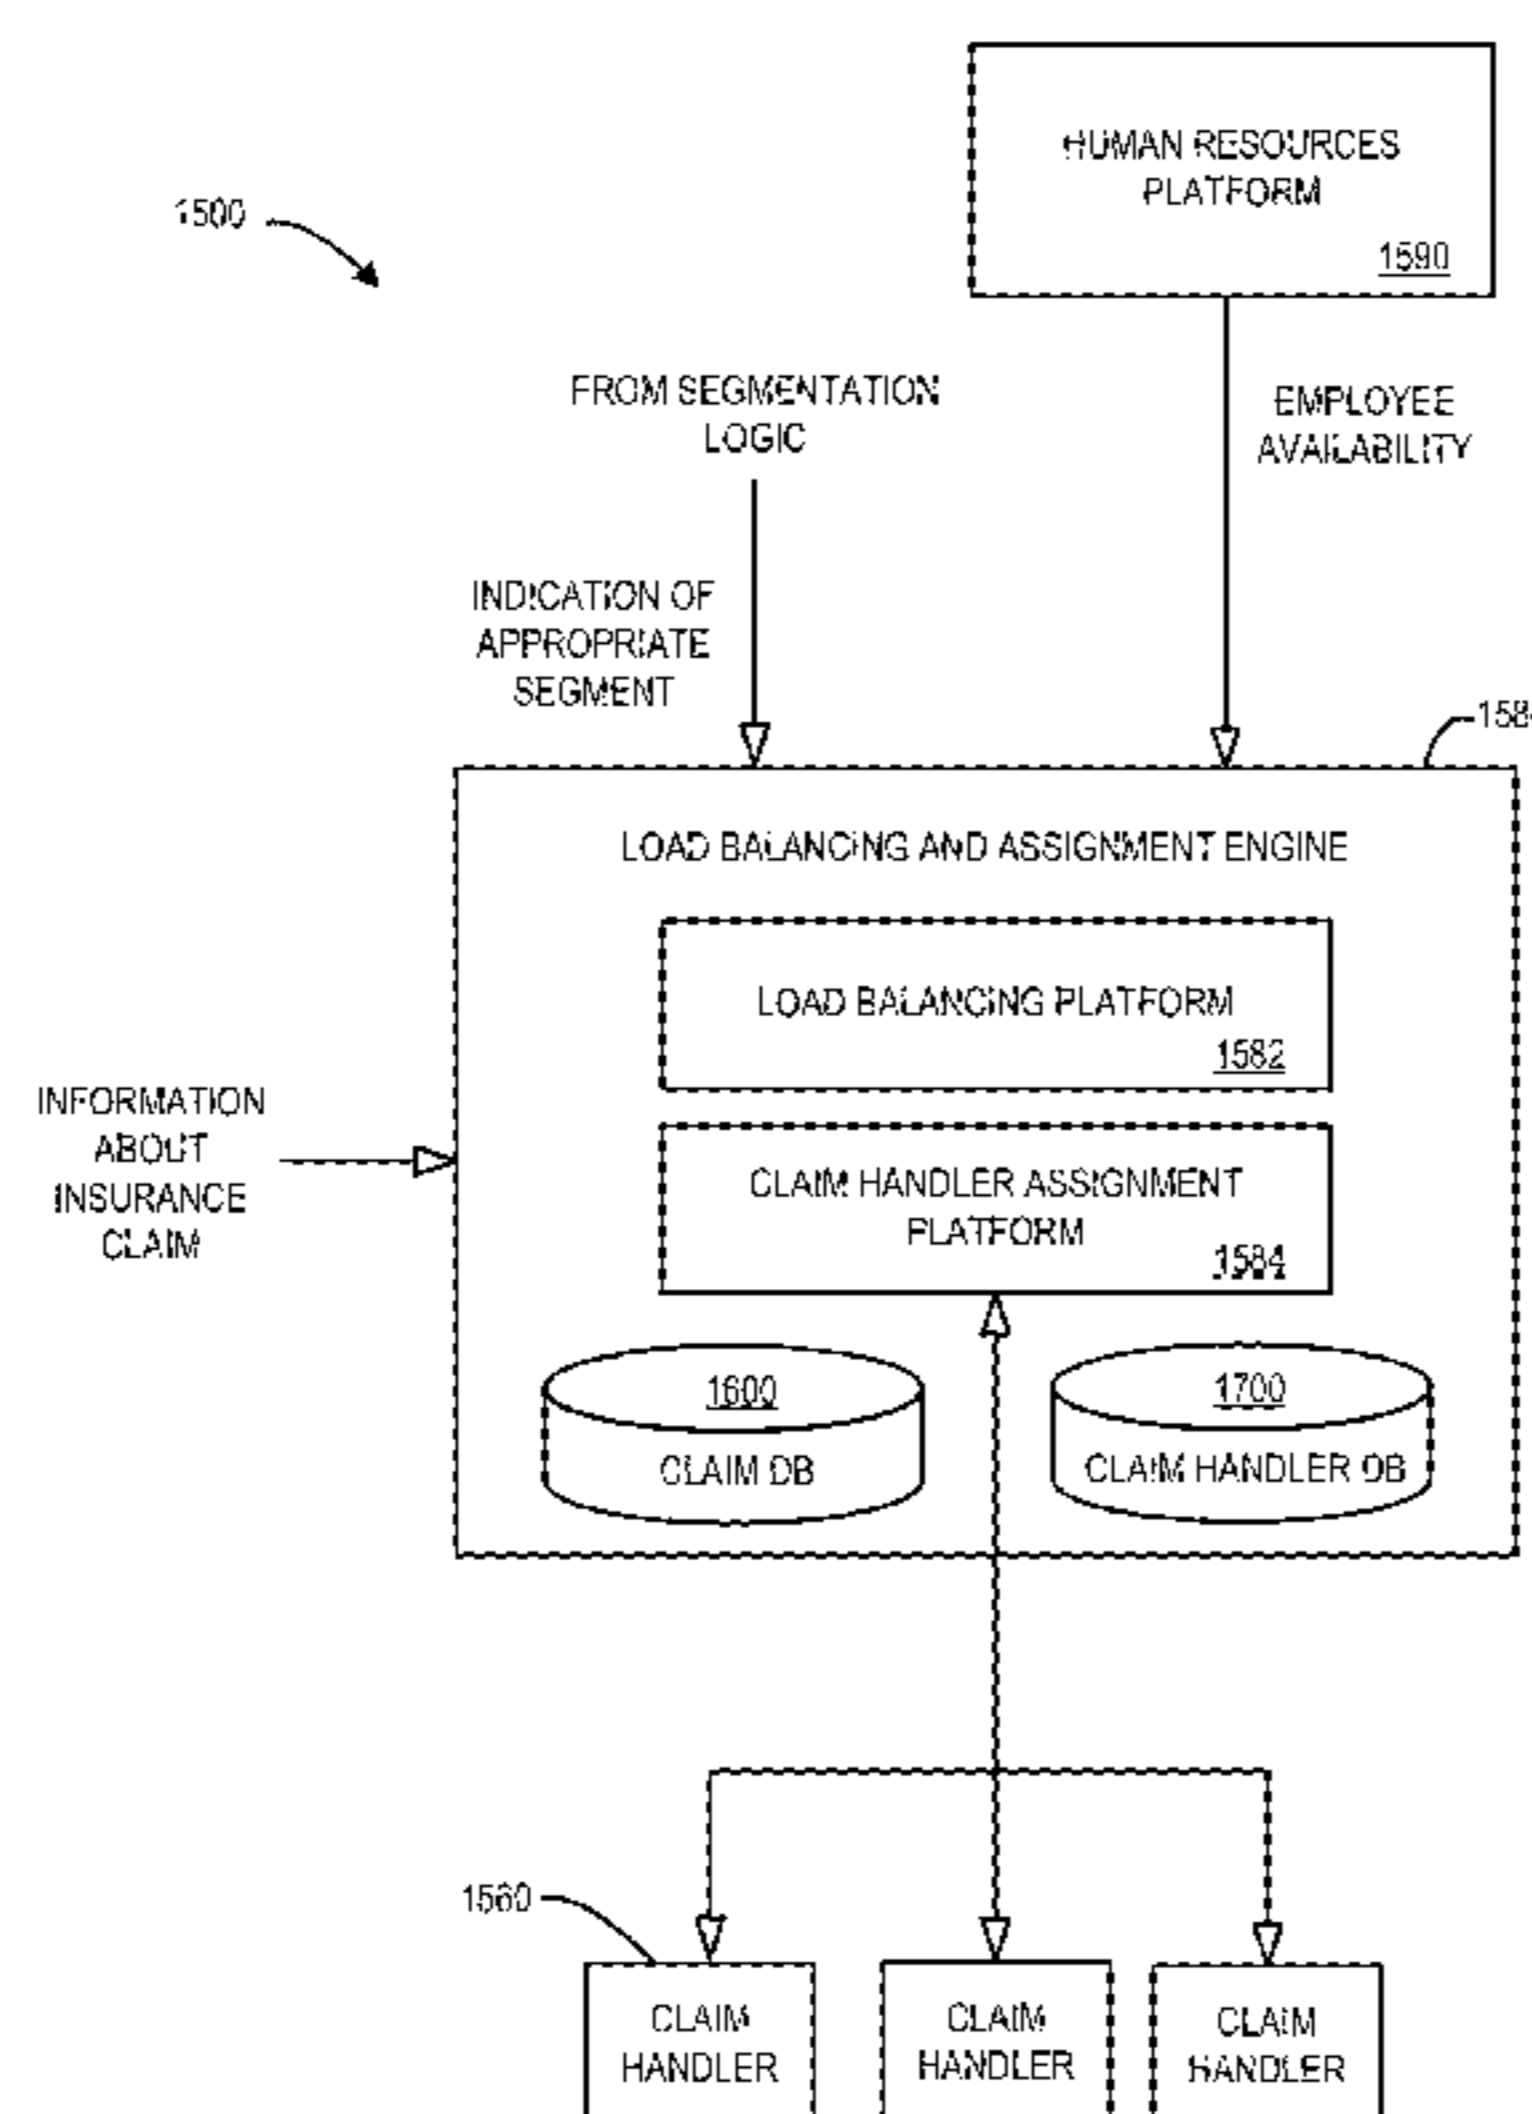 HUMAN RESOURCES
PLATFORM
1590
1500
FROM SEGMENTATION
LOGIC
EMPLOYEE
AVAILABILITY
INDICATION OF
APPROPRIATE
SEGMENT
LOAD BALANCING AND ASSIGNMENT ENGINE
LOAD BALANCING PLATFORM
1582
INFORMATION
ABOUT
INSURANCE
CLAIM
CLAIM HANDLER ASSIGNMENT
PLATFORM
1584
1600
CLAIM DB
1700
CLAIM HANDLER DB
1560
CLAIM
HANDLER
CLAIM
HANDLER
CLAIM
HANDLER